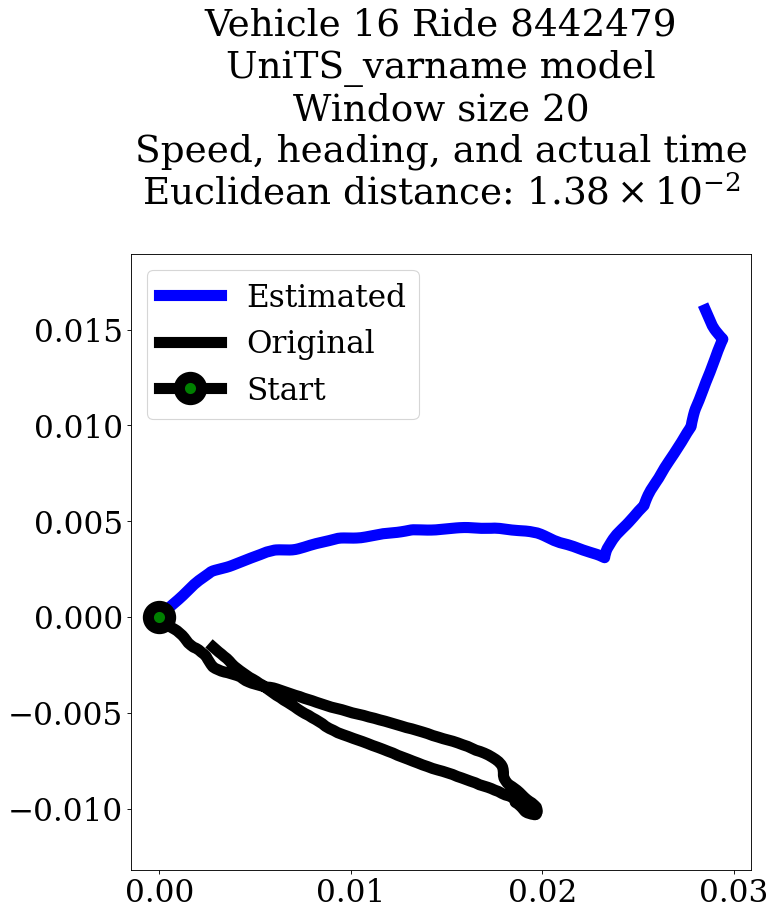 Vehicle 16 Ride 8442479
UniTS_varname model
Window size 20
Speed, heading, and actual time
Euclidean distance: 1.38 × 10⁻²
Estimated
Original
Start
0.015
0.010
0.005
0.000
−0.005
−0.010
0.00 0.01 0.02 0.03